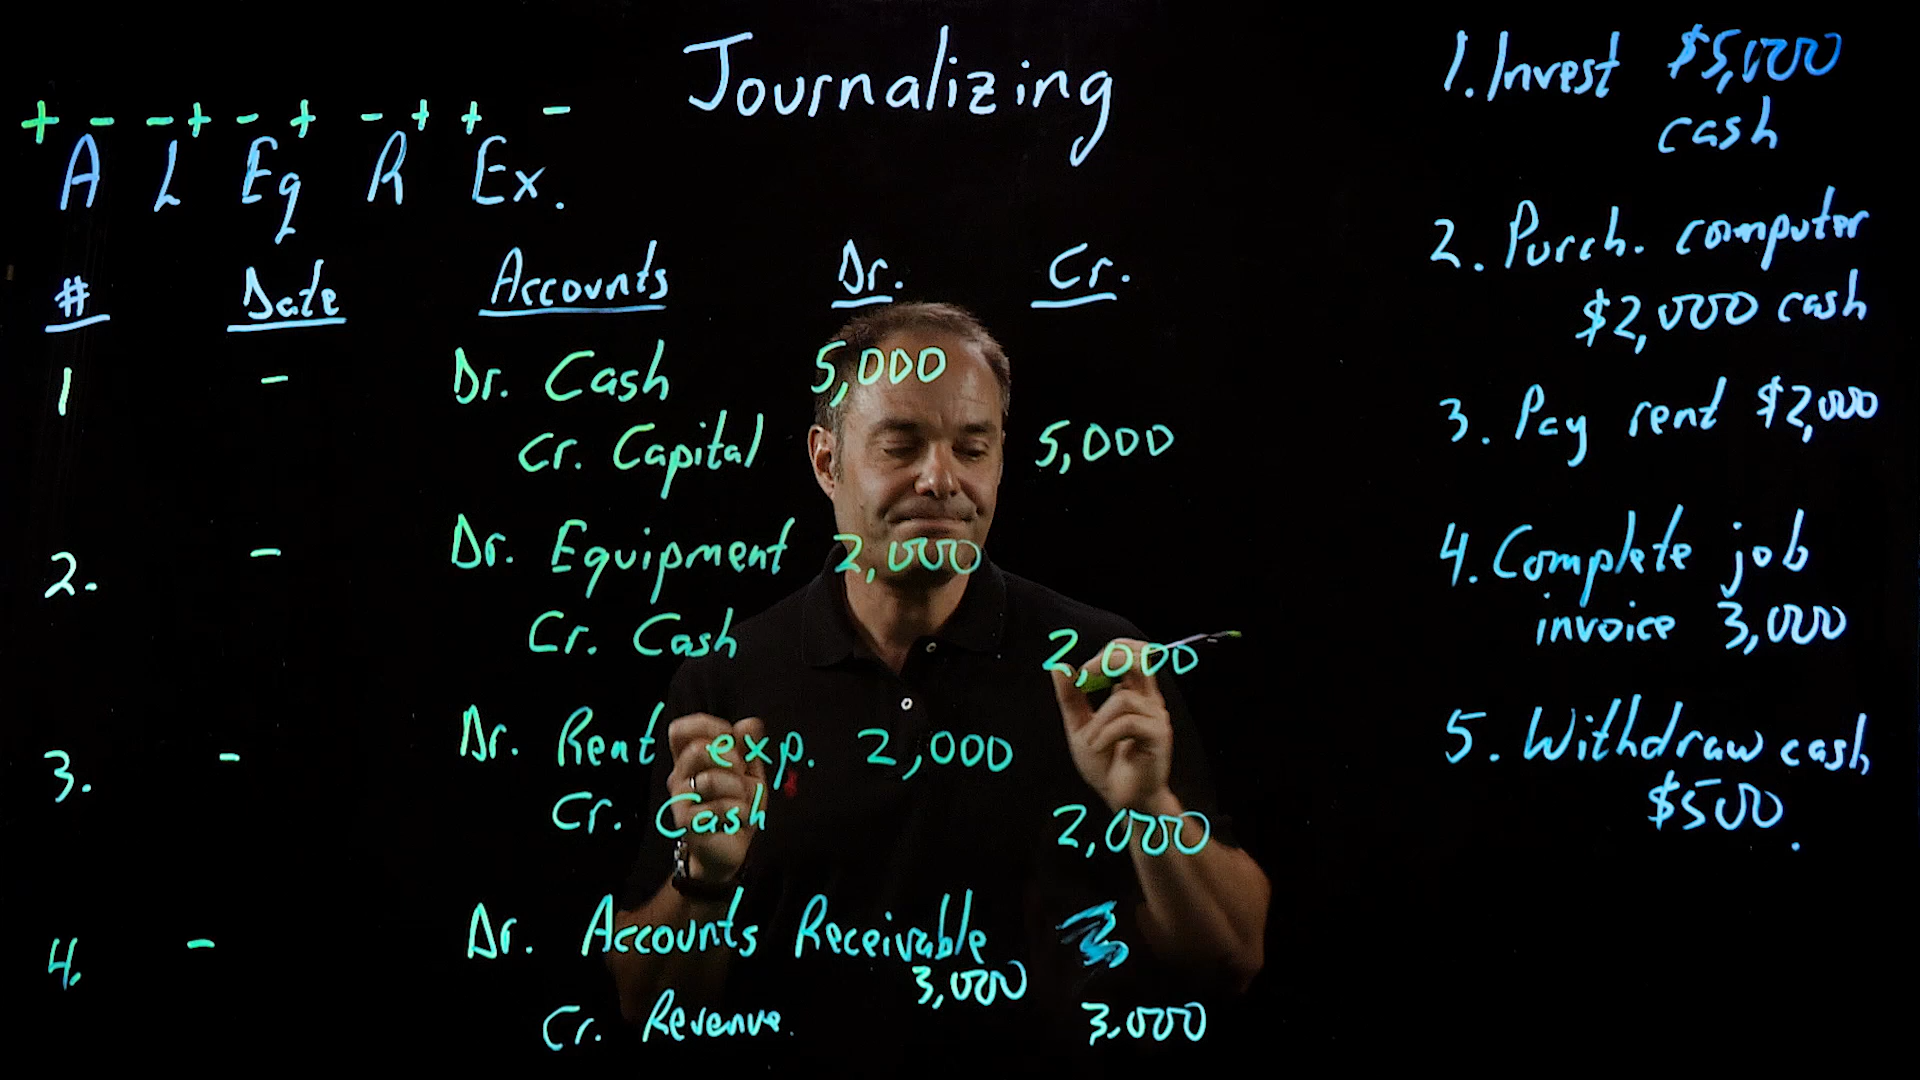 Journalizing
+ - - + - + - + + -
A L Eq R Ex.
# Date Accounts Dr. Cr.
1 - Dr. Cash 5,000
Cr. Capital 5,000
2. - Dr. Equipment 2,000
Cr. Cash 2,000
3. - Dr. Rent exp. 2,000
Cr. Cash 2,000
4. - Dr. Accounts Receivable
3,000
Cr. Revenue. 3,000
1. Invest $5,000
cash
2. Purch. computer
$2,000 cash
3. Pay rent $2,000
4. Complete job
invoice 3,000
5. Withdraw cash
$500.